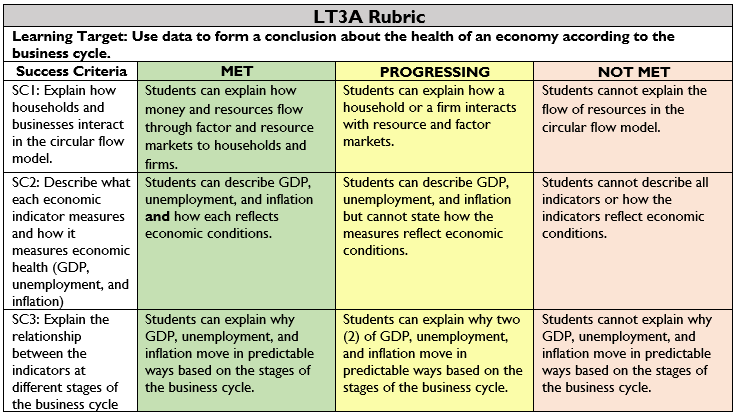 LT3A Rubric
Learning Target: Use data to form a conclusion about the health of an economy according to the
business cycle.
Success Criteria
MET
PROGRESSING
NOT MET
SC1: Explain how
households and
businesses interact
in the circular flow
model.
Students can explain how
money and resources flow
through factor and resource
markets to households and
firms.
Students can explain how a
household or a firm interacts
with resource and factor
markets.
Students cannot explain the
flow of resources in the
circular flow model.
SC2: Describe what
each economic
indicator measures
and how it
measures economic
health (GDP,
unemployment, and
inflation)
Students can describe GDP,
unemployment, and inflation
and how each reflects
economic conditions.
Students can describe GDP,
unemployment, and inflation
but cannot state how the
measures reflect economic
conditions.
Students cannot describe all
indicators or how the
indicators reflect economic
conditions.
SC3: Explain the
relationship
between the
indicators at
different stages of
the business cycle
Students can explain why
GDP, unemployment, and
inflation move in predictable
ways based on the stages of
the business cycle.
Students can explain why two
(2) of GDP, unemployment,
and inflation move in
predictable ways based on the
stages of the business cycle.
Students cannot explain why
GDP, unemployment, and
inflation move in predictable
ways based on the stages of
the business cycle.